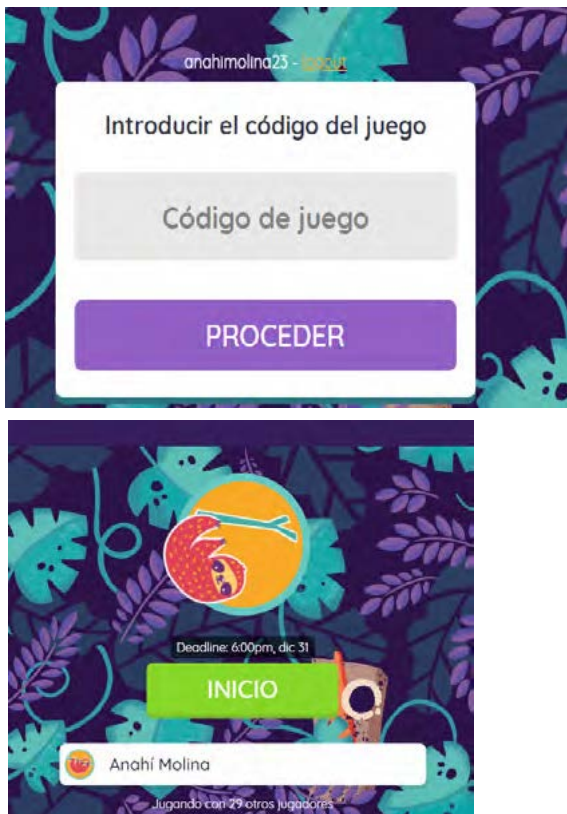 anahimolina23 - logout
Introducir el código del juego
Código de juego
PROCEDER
Deadline: 6:00pm, dic 31
INICIO
Anahí Molina
Jugando con 29 otros jugadores